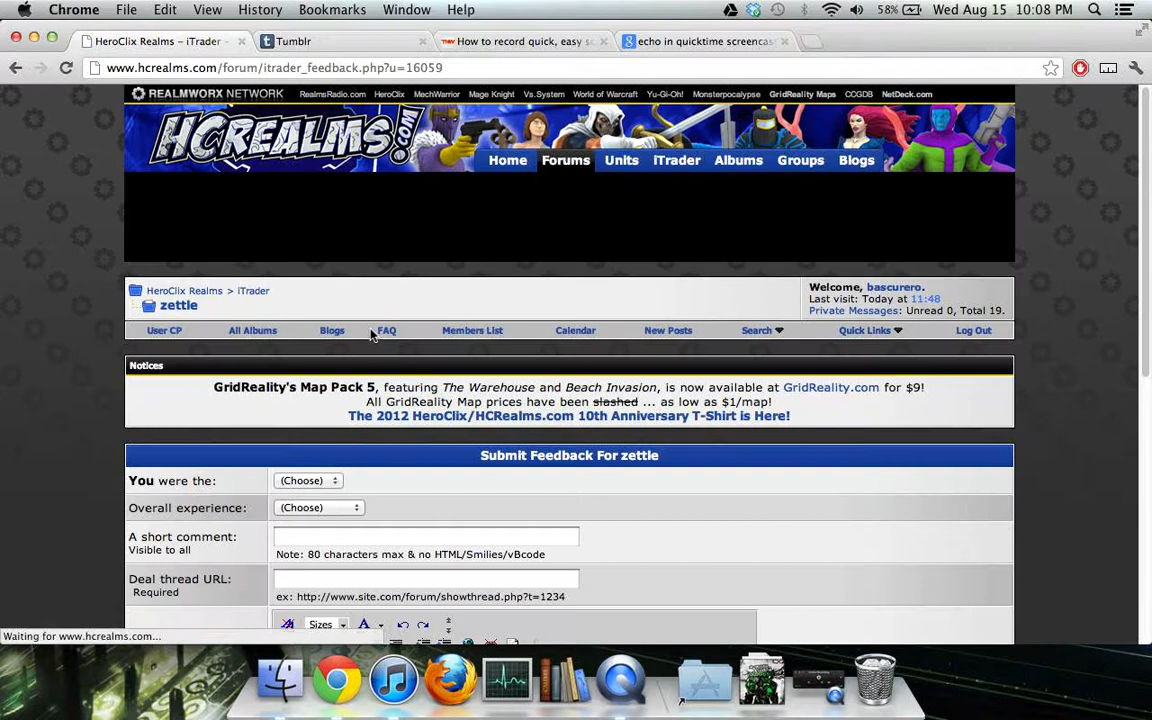 Chrome File Edit View History Bookmarks Window Help 58% Wed Aug 15 10:08 PM
HeroClix Realms - iTrader - Tumblr How to record quick, easy s echo in quicktime screencas
www.hcrealms.com/forum/itrader_feedback.php?u=16059
REALMWORX NETWORK RealmsRadio.com HeroClix MechWarrior Mage Knight Vs.System World of Warcraft Yu-Gi-Oh! Monsterpocalypse GridReality Maps CCGDB NetDeck.com
HCREALMS.com
Home Forums Units iTrader Albums Groups Blogs
HeroClix Realms > iTrader
zettle
Welcome, bascurero.
Last visit: Today at 11:48
Private Messages: Unread 0, Total 19.
User CP All Albums Blogs FAQ Members List Calendar New Posts Search Quick Links Log Out
Notices
GridReality's Map Pack 5, featuring The Warehouse and Beach Invasion, is now available at GridReality.com for $9!
All GridReality Map prices have been slashed ... as low as $1/map!
The 2012 HeroClix/HCRealms.com 10th Anniversary T-Shirt is Here!
Submit Feedback For zettle
You were the: (Choose)
Overall experience: (Choose)
A short comment:
Visible to all
Note: 80 characters max & no HTML/Smilies/vBcode
Deal thread URL:
Required
ex: http://www.site.com/forum/showthread.php?t=1234
Sizes A
Waiting for www.hcrealms.com...